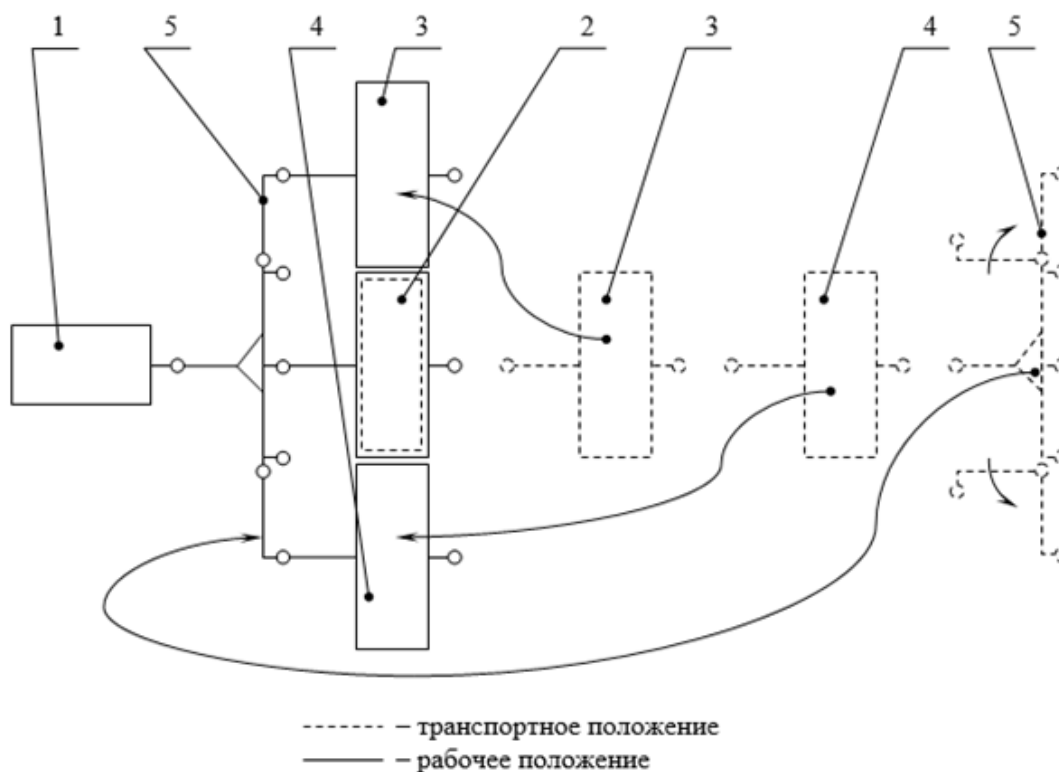 1 5 4 3 2 3 4 5
– транспортное положение
– рабочее положение